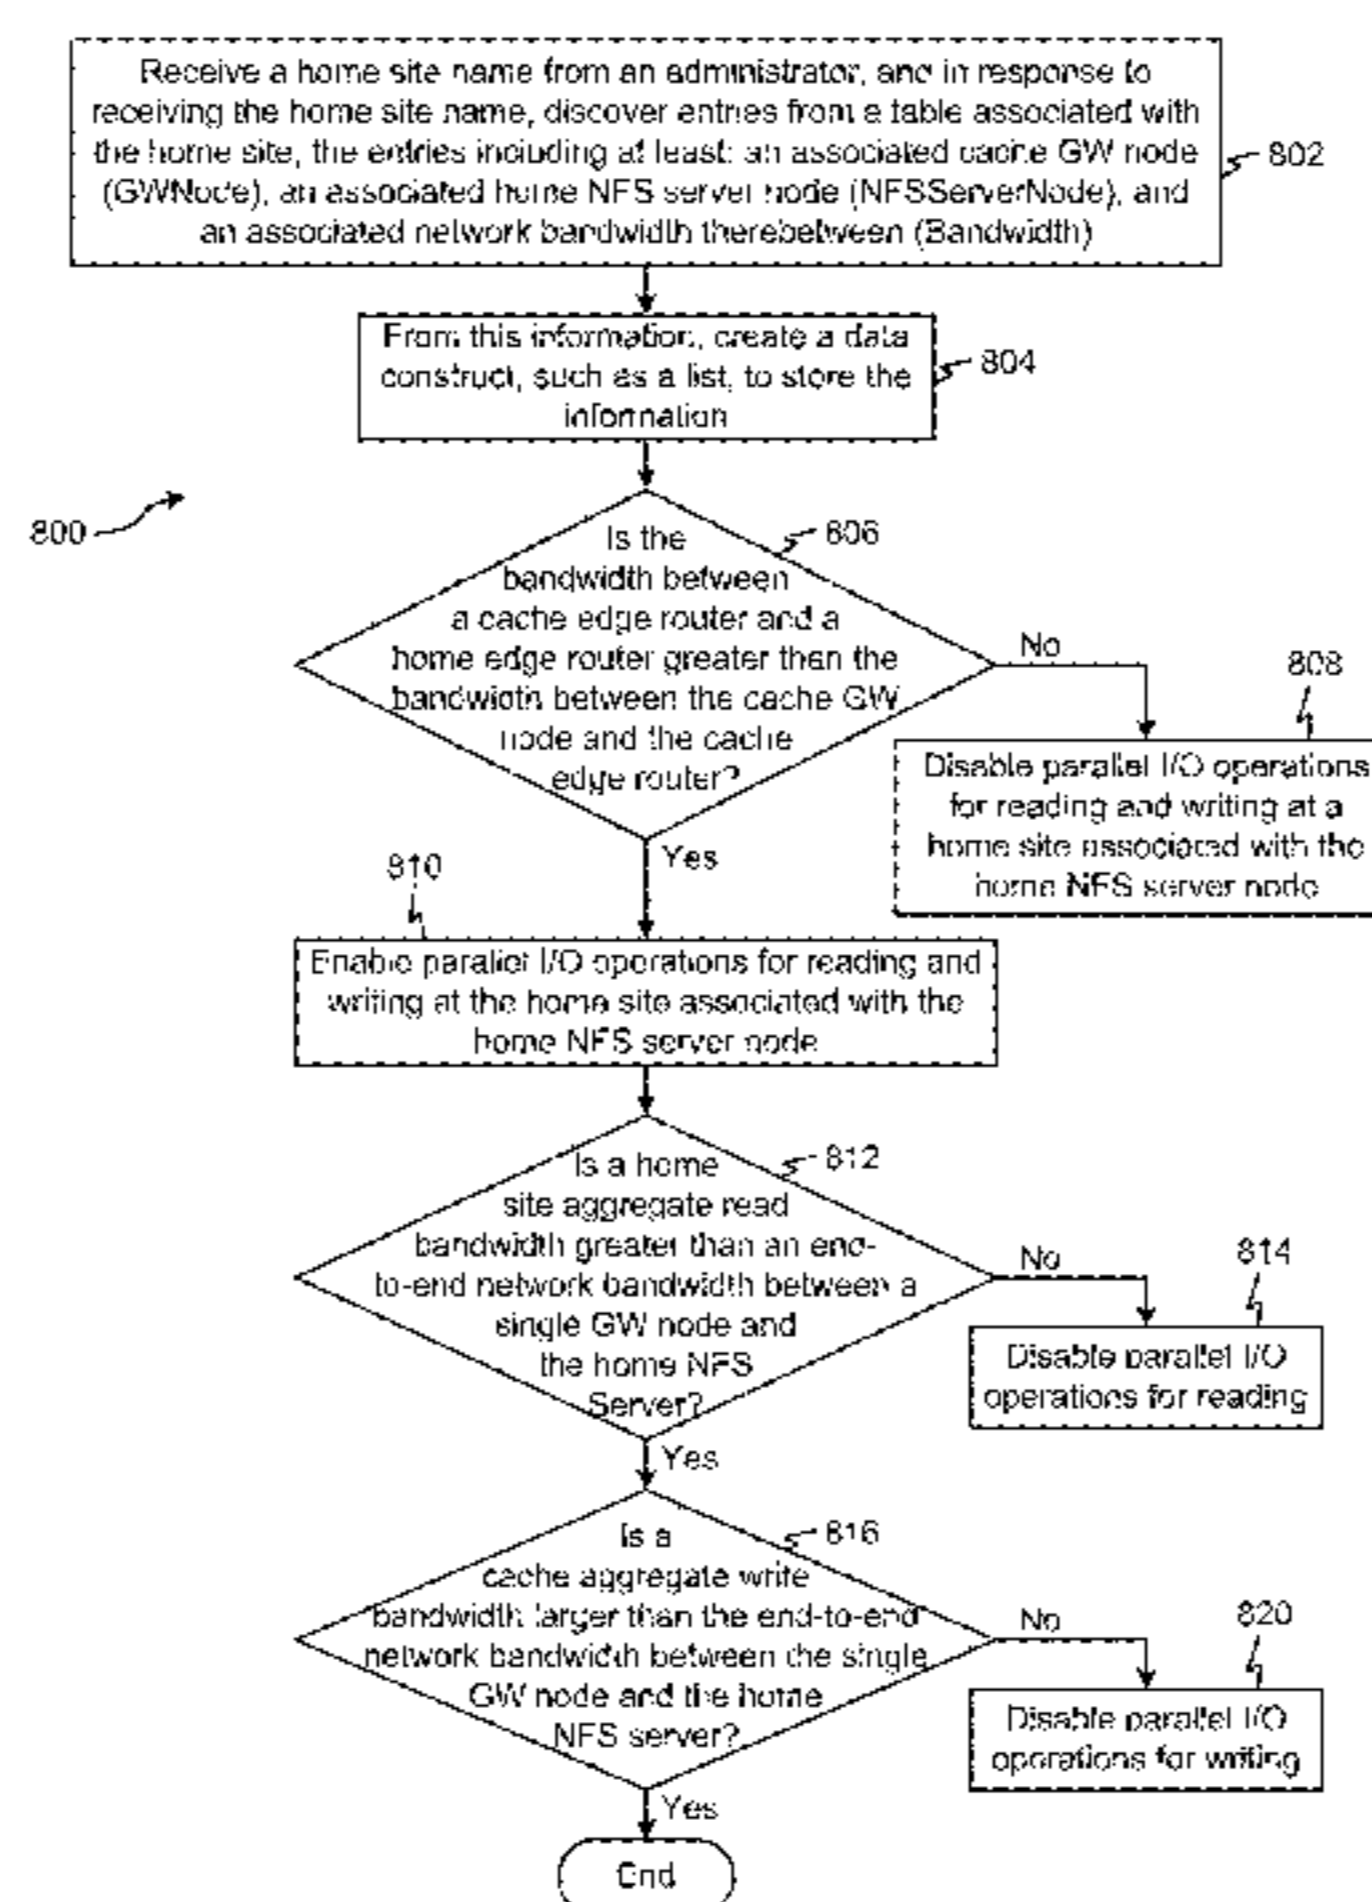 Receive a home site name from an administrator, and in response to
receiving the home site name, discover entries from a table associated with
the home site, the entries including at least: an associated cache GW node
(GWNode), an associated home NFS server node (NFSServerNode), and
an associated network bandwidth therebetween (Bandwidth)
802
From this information, create a data
construct, such as a list, to store the
information
804
800
Is the
bandwidth between
a cache edge router and a
home edge router greater than the
bandwidth between the cache GW
node and the cache
edge router?
806
No
808
Disable parallel I/O operations
for reading and writing at a
home site associated with the
home NFS server node
Yes
810
Enable parallel I/O operations for reading and
writing at the home site associated with the
home NFS server node
Is a home
site aggregate read
bandwidth greater than an end-
to-end network bandwidth between a
single GW node and
the home NFS
Server?
812
No
814
Disable parallel I/O
operations for reading
Yes
Is a
cache aggregate write
bandwidth larger than the end-to-end
network bandwidth between the single
GW node and the home
NFS server?
816
No
820
Disable parallel I/O
operations for writing
Yes
End